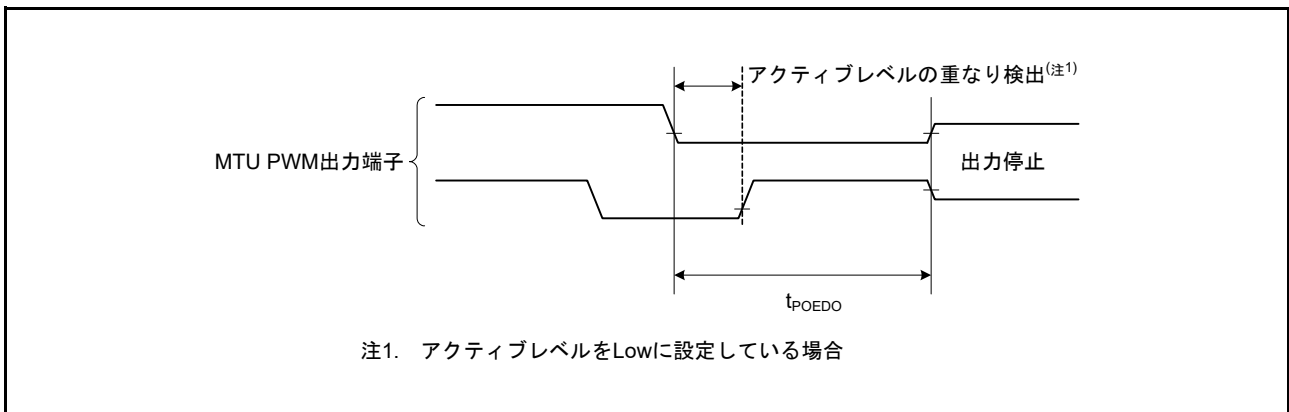 アクティブレベルの重なり検出(注1)
MTU PWM出力端子
出力停止
tPOEDO
注1. アクティブレベルをLowに設定している場合